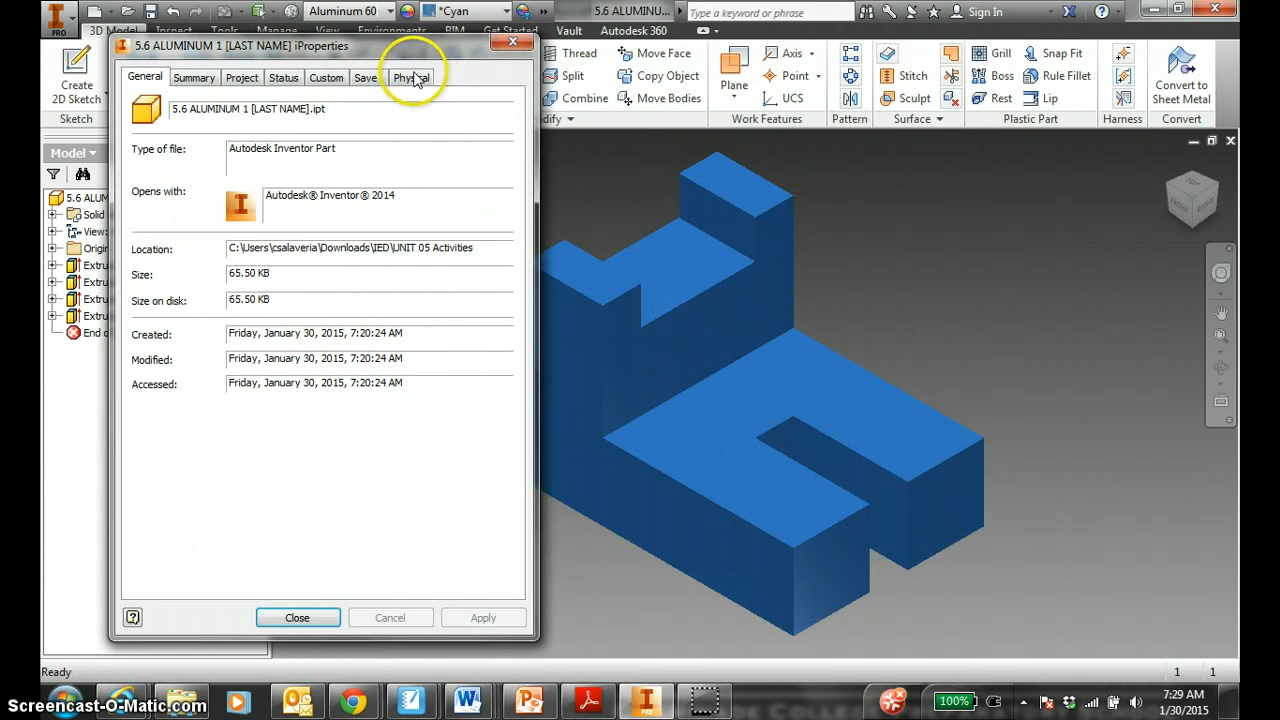 Aluminum 60
*Cyan
5.6 ALUMINU...
Type a keyword or phrase
Sign In
PRO
3D Model
Tools
Manage
View
Environments
BIM
Get Started
Vault
Autodesk 360
Create
2D Sketch
Sketch
Thread
Split
Combine
Move Face
Copy Object
Move Bodies
Modify
Plane
Axis
Point
UCS
Work Features
Pattern
Stitch
Sculpt
Surface
Grill
Boss
Rest
Snap Fit
Rule Fillet
Lip
Plastic Part
Harness
Convert to
Sheet Metal
Convert
5.6 ALUMINUM 1 [LAST NAME] iProperties
General
Summary
Project
Status
Custom
Save
Physical
5.6 ALUMINUM 1 [LAST NAME].ipt
Type of file:
Autodesk Inventor Part
Opens with:
Autodesk® Inventor® 2014
Location:
C:\Users\csalaveria\Downloads\IED\UNIT 05 Activities
Size:
65.50 KB
Size on disk:
65.50 KB
Created:
Friday, January 30, 2015, 7:20:24 AM
Modified:
Friday, January 30, 2015, 7:20:24 AM
Accessed:
Friday, January 30, 2015, 7:20:24 AM
Close
Cancel
Apply
Model
5.6 ALUM
Solid
View:
Origi
Extru
Extru
Extru
Extru
End o
TOP
FRONT
RIGHT
Ready
1
1
100%
7:29 AM
1/30/2015
Screencast-O-Matic.com